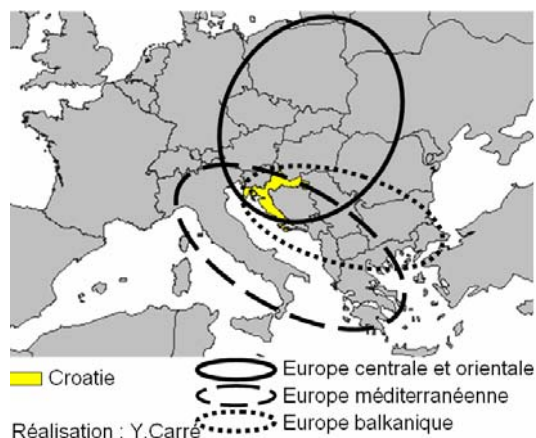 Europe centrale et orientale
Croatie
Europe méditerranéenne
Europe balkanique
Réalisation : Y.Carré